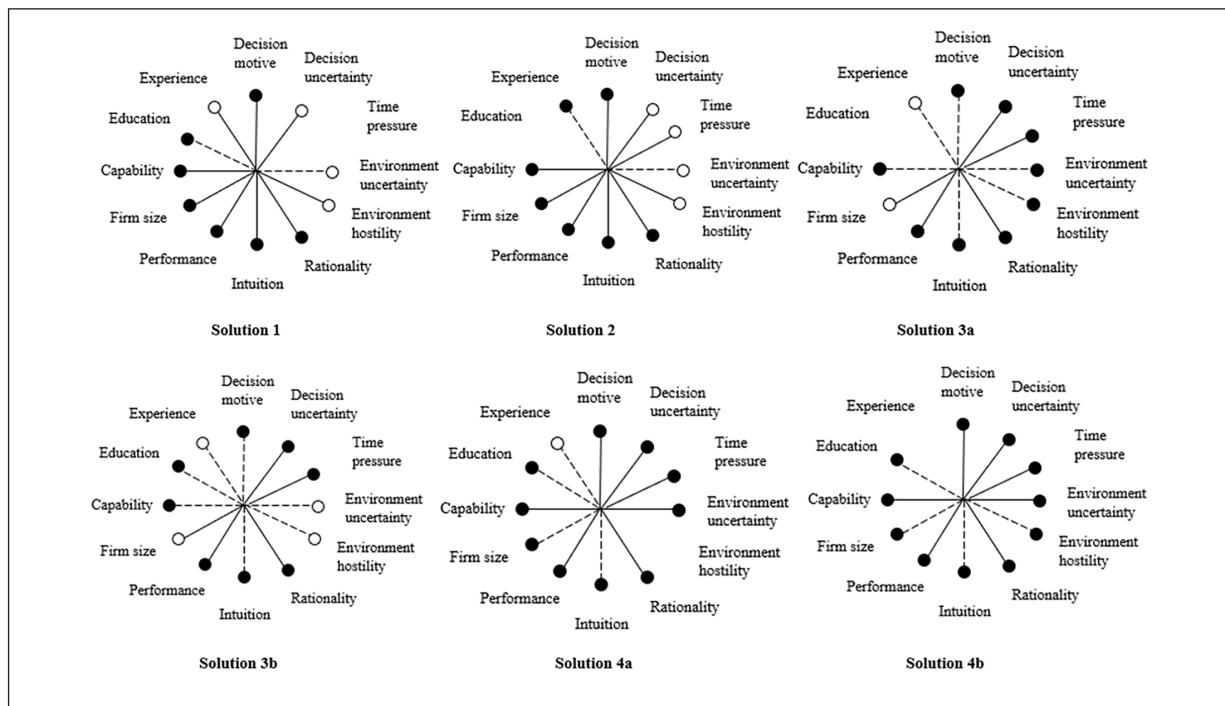 Decision
motive
Decision
uncertainty
Experience
Time
pressure
Education
Capability
Environment
uncertainty
Firm size
Environment
hostility
Performance
Rationality
Intuition
Solution 1
Decision
motive
Decision
uncertainty
Experience
Time
pressure
Education
Capability
Environment
uncertainty
Firm size
Environment
hostility
Performance
Rationality
Intuition
Solution 2
Decision
motive
Decision
uncertainty
Experience
Time
pressure
Education
Capability
Environment
uncertainty
Firm size
Environment
hostility
Performance
Rationality
Intuition
Solution 3a
Decision
motive
Decision
uncertainty
Experience
Time
pressure
Education
Capability
Environment
uncertainty
Firm size
Environment
hostility
Performance
Rationality
Intuition
Solution 3b
Decision
motive
Decision
uncertainty
Experience
Time
pressure
Education
Capability
Environment
uncertainty
Firm size
Environment
hostility
Performance
Rationality
Intuition
Solution 4a
Decision
motive
Decision
uncertainty
Experience
Time
pressure
Education
Capability
Environment
uncertainty
Firm size
Environment
hostility
Performance
Rationality
Intuition
Solution 4b